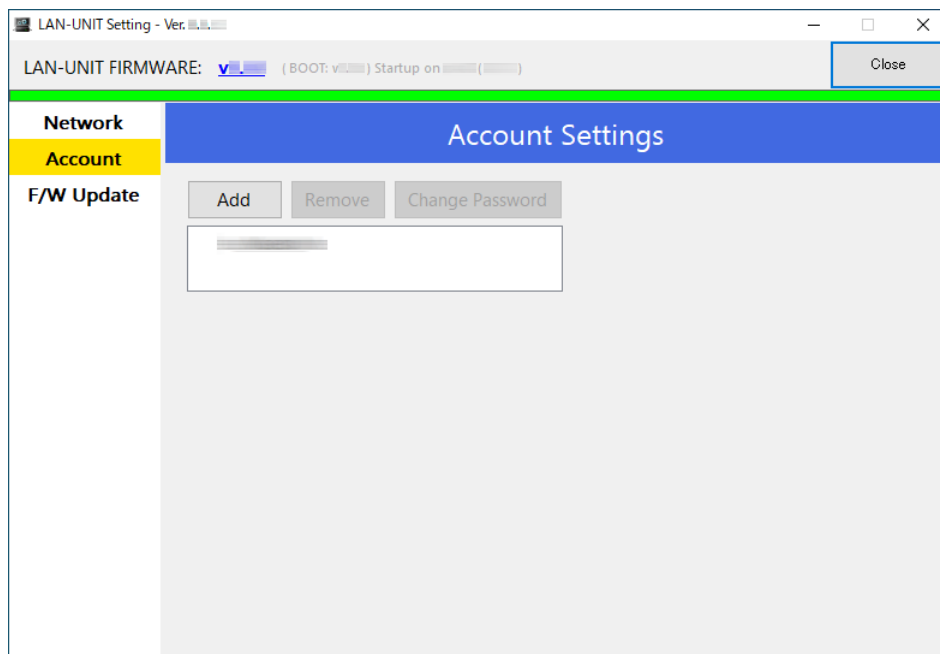 LAN-UNIT Setting - Ver.
LAN-UNIT FIRMWARE: v (BOOT: v ) Startup on ( )
Close
Network
Account Settings
Account
F/W Update
Add Remove Change Password